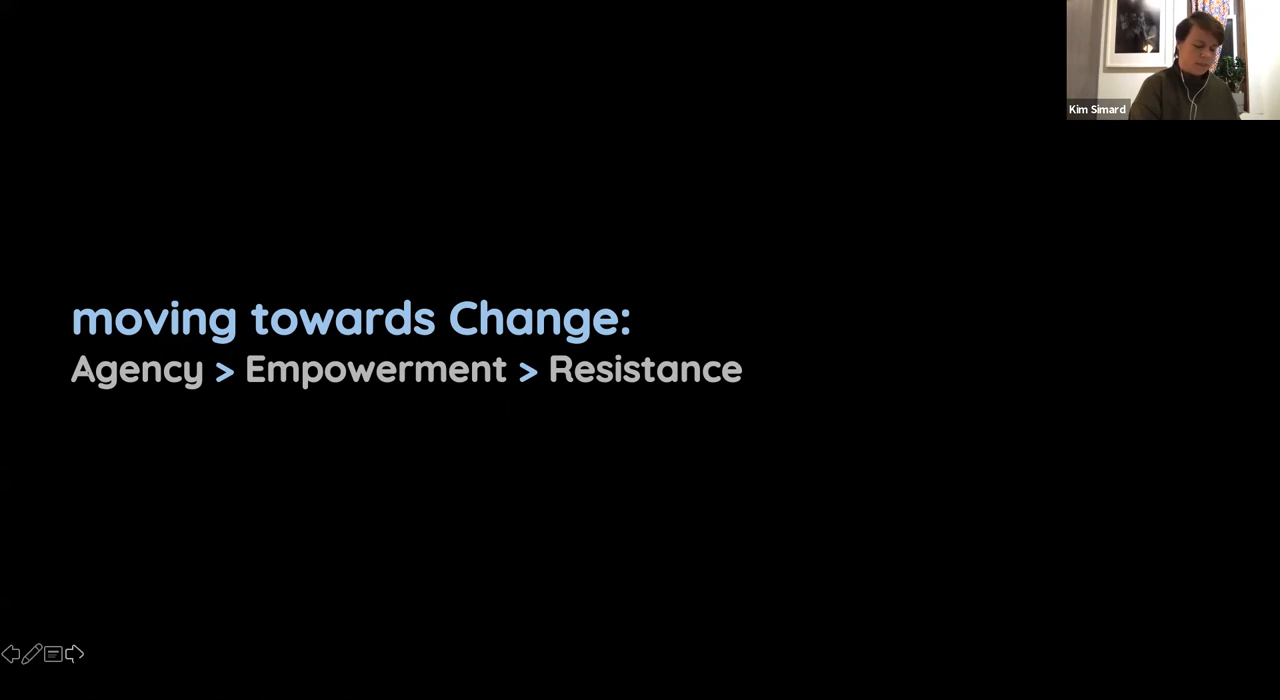 Kim Simard
moving towards Change:
Agency > Empowerment > Resistance